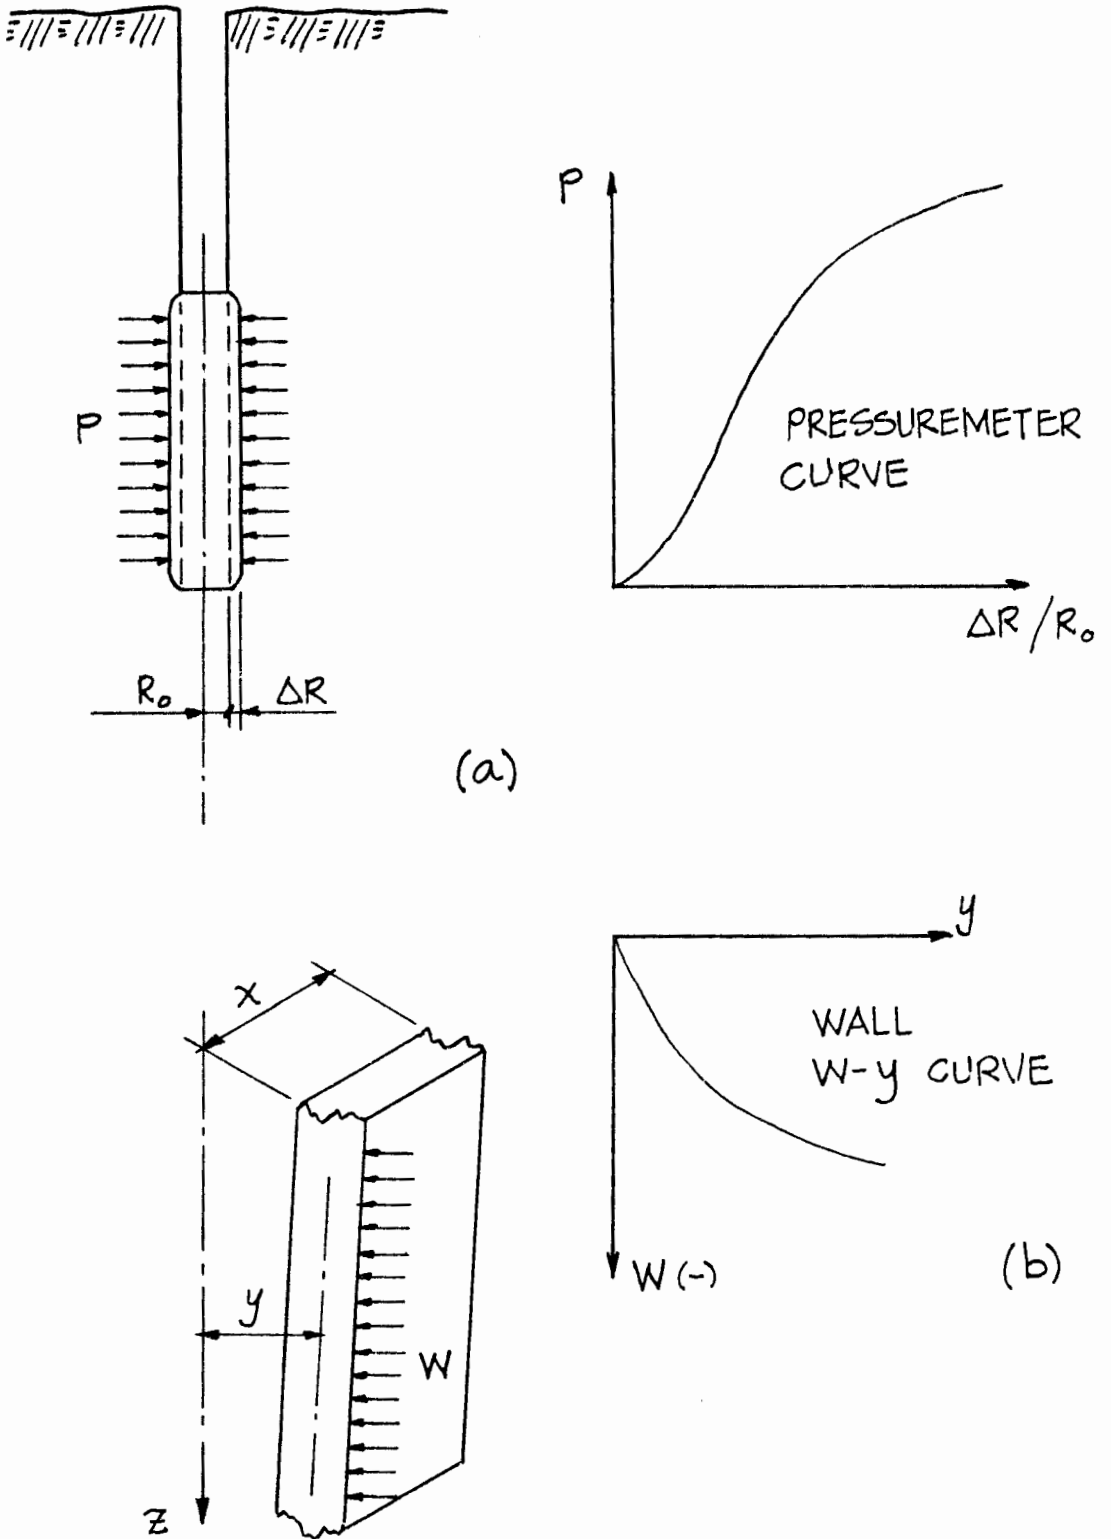 P
P
PRESSUREMETER
CURVE
ΔR/R₀
R₀
ΔR
(a)
x
y
WALL
W-y CURVE
W(-)
(b)
y
W
z